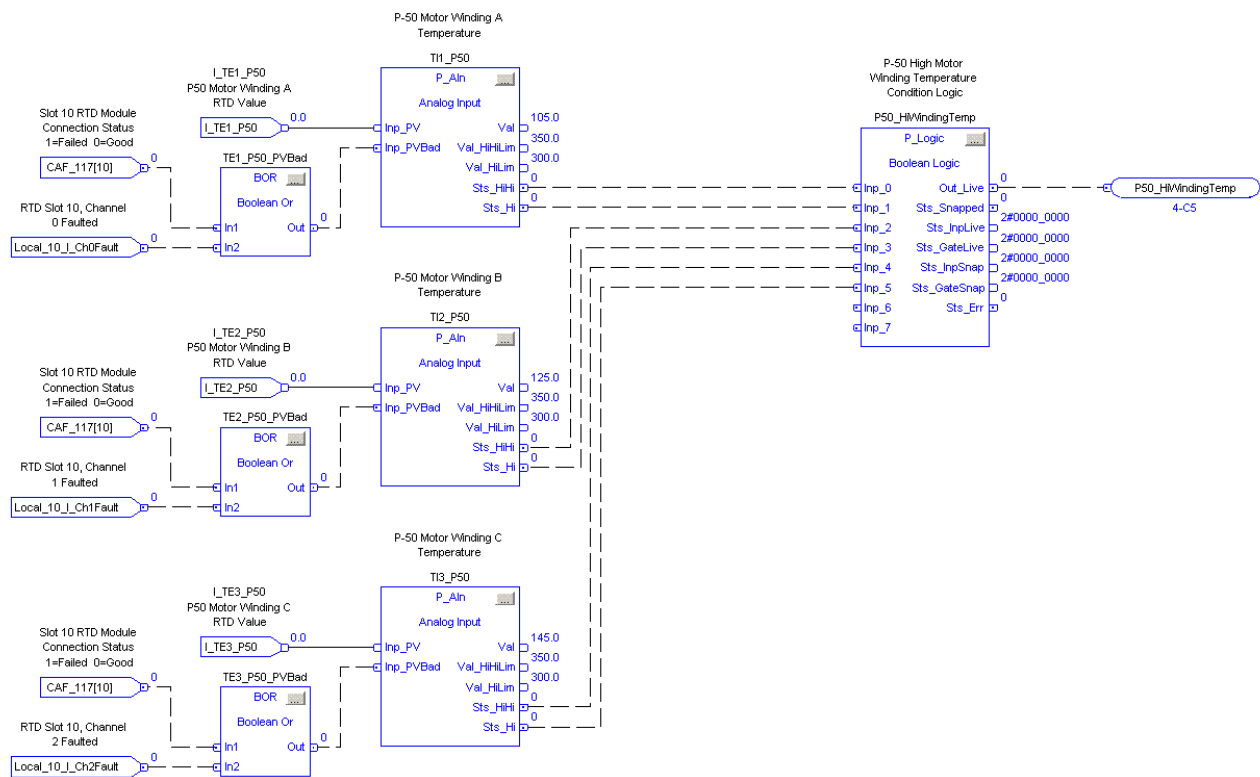 P-50 Motor Winding A
Temperature
TI1_P50
I_TE1_P50
P50 Motor Winding A
RTD Value
I_TE1_P50
0.0
Slot 10 RTD Module
Connection Status
1=Failed 0=Good
CAF_117[10]
0
RTD Slot 10, Channel
0 Faulted
Local_10_I_Ch0Fault
0
TE1_P50_PVBad
BOR
...
Boolean Or
In1
Out
0
In2
P_AIn
...
Analog Input
Inp_PV
Val
105.0
Inp_PVBad
Val_HiHiLim
350.0
Val_HiLim
300.0
Sts_HiHi
0
Sts_Hi
0
P-50 High Motor
Winding Temperature
Condition Logic
P50_HiWindingTemp
P_Logic
...
Boolean Logic
Inp_0
Out_Live
0
Inp_1
Sts_Snapped
0
Inp_2
Sts_InpLive
2#0000_0000
Inp_3
Sts_GateLive
2#0000_0000
Inp_4
Sts_InpSnap
2#0000_0000
Inp_5
Sts_GateSnap
2#0000_0000
Inp_6
Sts_Err
0
Inp_7
P50_HiWindingTemp
4-C5
P-50 Motor Winding B
Temperature
TI2_P50
I_TE2_P50
P50 Motor Winding B
RTD Value
I_TE2_P50
0.0
Slot 10 RTD Module
Connection Status
1=Failed 0=Good
CAF_117[10]
0
RTD Slot 10, Channel
1 Faulted
Local_10_I_Ch1Fault
0
TE2_P50_PVBad
BOR
...
Boolean Or
In1
Out
0
In2
P_AIn
...
Analog Input
Inp_PV
Val
125.0
Inp_PVBad
Val_HiHiLim
350.0
Val_HiLim
300.0
Sts_HiHi
0
Sts_Hi
0
P-50 Motor Winding C
Temperature
TI3_P50
I_TE3_P50
P50 Motor Winding C
RTD Value
I_TE3_P50
0.0
Slot 10 RTD Module
Connection Status
1=Failed 0=Good
CAF_117[10]
0
RTD Slot 10, Channel
2 Faulted
Local_10_I_Ch2Fault
0
TE3_P50_PVBad
BOR
...
Boolean Or
In1
Out
0
In2
P_AIn
...
Analog Input
Inp_PV
Val
145.0
Inp_PVBad
Val_HiHiLim
350.0
Val_HiLim
300.0
Sts_HiHi
0
Sts_Hi
0